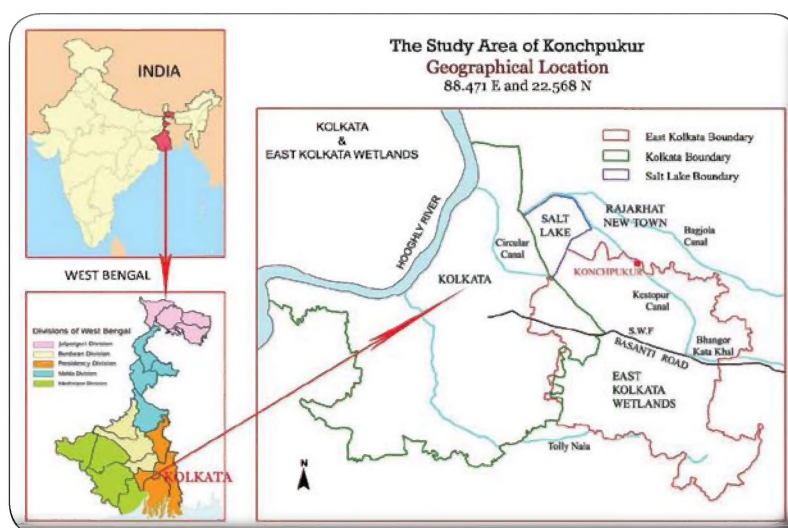 The Study Area of Konchpukur
Geographical Location
88.471 E and 22.568 N
INDIA
WEST BENGAL
Divisions of West Bengal
Jalpaiguri Division
Burdwan Division
Presidency Division
Malda Division
Medinipur Division
KOLKATA
KOLKATA
&
EAST KOLKATA WETLANDS
East Kolkata Boundary
Kolkata Boundary
Salt Lake Boundary
HOOGHLY RIVER
Circular
Canal
SALT
LAKE
RAJARHAT
NEW TOWN
Bagjola
Canal
KONCHPUKUR
KOLKATA
Kestopur
Canal
S.W.F
BASANTI ROAD
Bhangor
Kata Khal
EAST
KOLKATA
WETLANDS
Tolly Nala
N